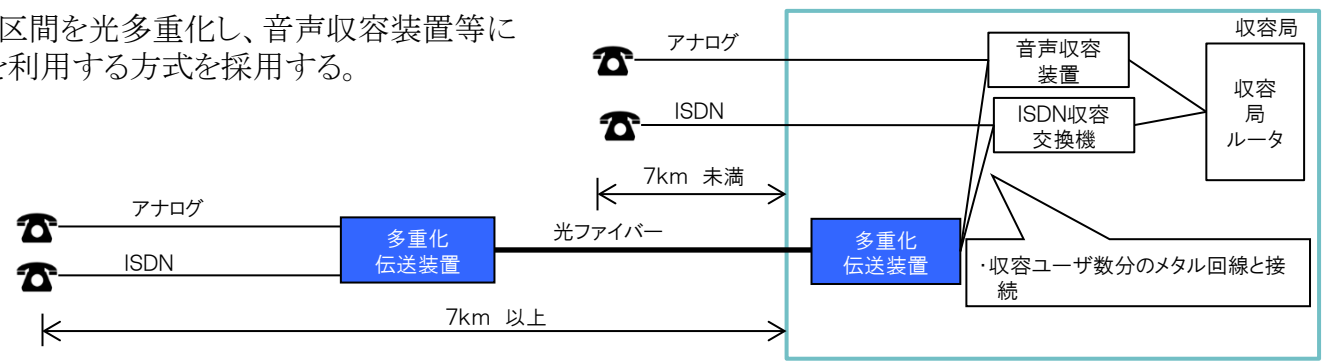 区間を光多重化し、音声収容装置等に
を利用する方式を採用する。
収容局
アナログ
音声収容
装置
収容
局
ルータ
ISDN
ISDN収容
交換機
7km 未満
アナログ
多重化
伝送装置
光ファイバー
多重化
伝送装置
ISDN
・収容ユーザ数分のメタル回線と接
続
7km 以上